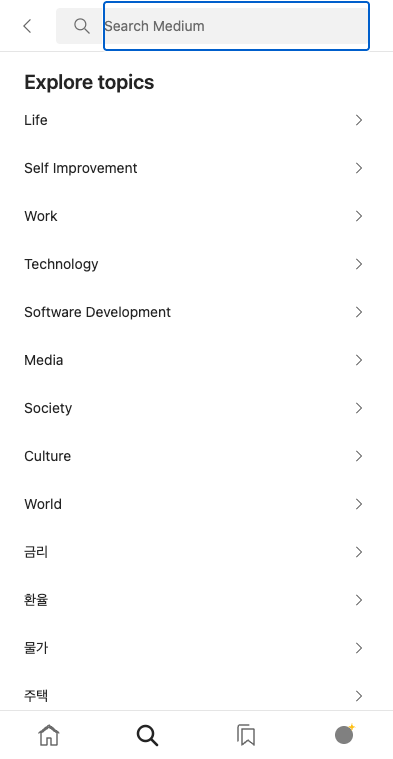 Search Medium
Explore topics
Life
Self Improvement
Work
Technology
Software Development
Media
Society
Culture
World
금리
환율
물가
주택